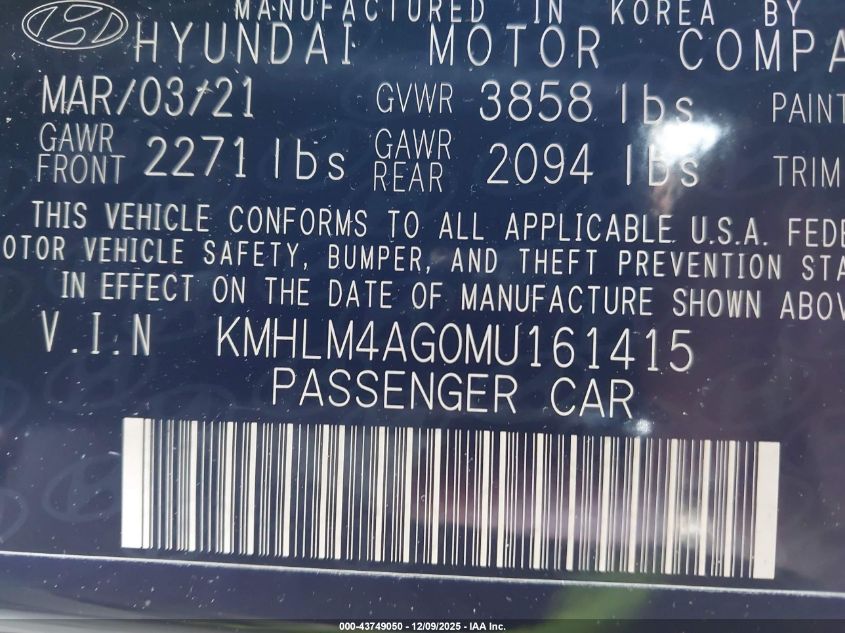 MANUFACTURED IN KOREA BY
HYUNDAI MOTOR COMPA
MAR/03/21 GVWR 3858 lbs PAINT
GAWR FRONT 2271 lbs GAWR REAR 2094 lbs TRIM
THIS VEHICLE CONFORMS TO ALL APPLICABLE U.S.A. FEDE
OTOR VEHICLE SAFETY, BUMPER, AND THEFT PREVENTION STA
IN EFFECT ON THE DATE OF MANUFACTURE SHOWN ABOV
V.I.N KMHLM4AG0MU161415
PASSENGER CAR
000-43749050 - 12/09/2025 - IAA Inc.